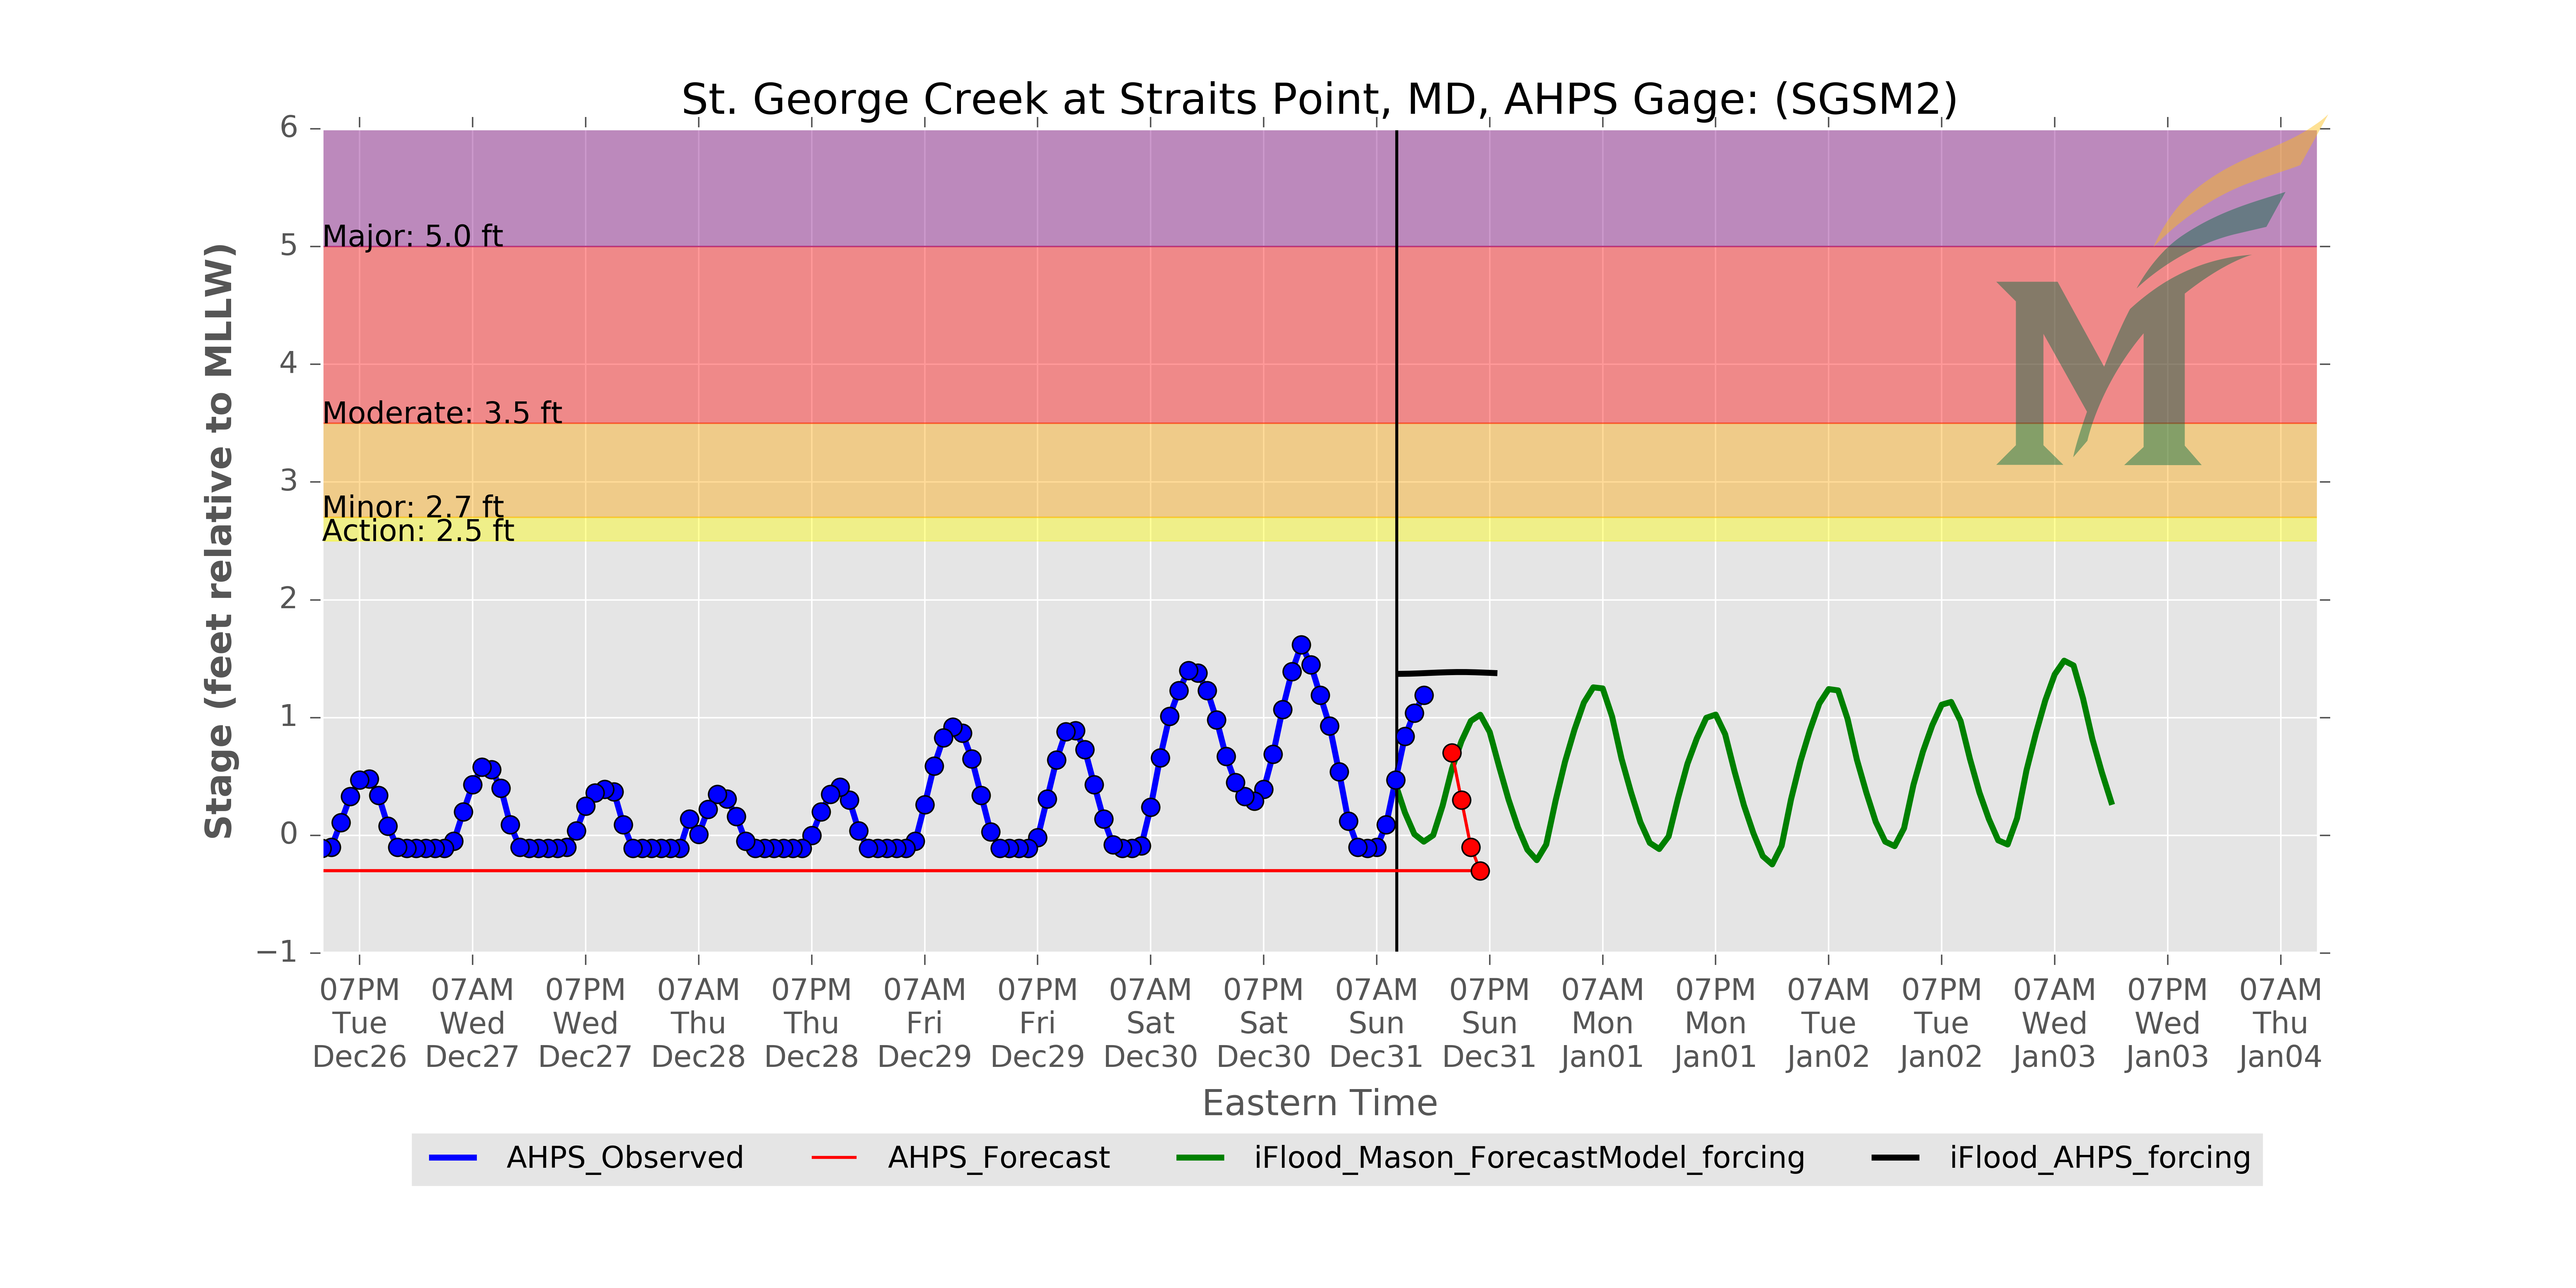 St. George Creek at Straits Point, MD, AHPS Gage: (SGSM2)
Stage (feet relative to MLLW)
6
5
4
3
2
1
0
−1
Major: 5.0 ft
Moderate: 3.5 ft
Minor: 2.7 ft
Action: 2.5 ft
M
07PM 07AM 07PM 07AM 07PM 07AM 07PM 07AM 07PM 07AM 07PM 07AM 07PM 07AM 07PM 07AM 07PM 07AM
Tue Wed Wed Thu Thu Fri Fri Sat Sat Sun Sun Mon Mon Tue Tue Wed Wed Thu
Dec26 Dec27 Dec27 Dec28 Dec28 Dec29 Dec29 Dec30 Dec30 Dec31 Dec31 Jan01 Jan01 Jan02 Jan02 Jan03 Jan03 Jan04
Eastern Time
AHPS_Observed AHPS_Forecast iFlood_Mason_ForecastModel_forcing iFlood_AHPS_forcing